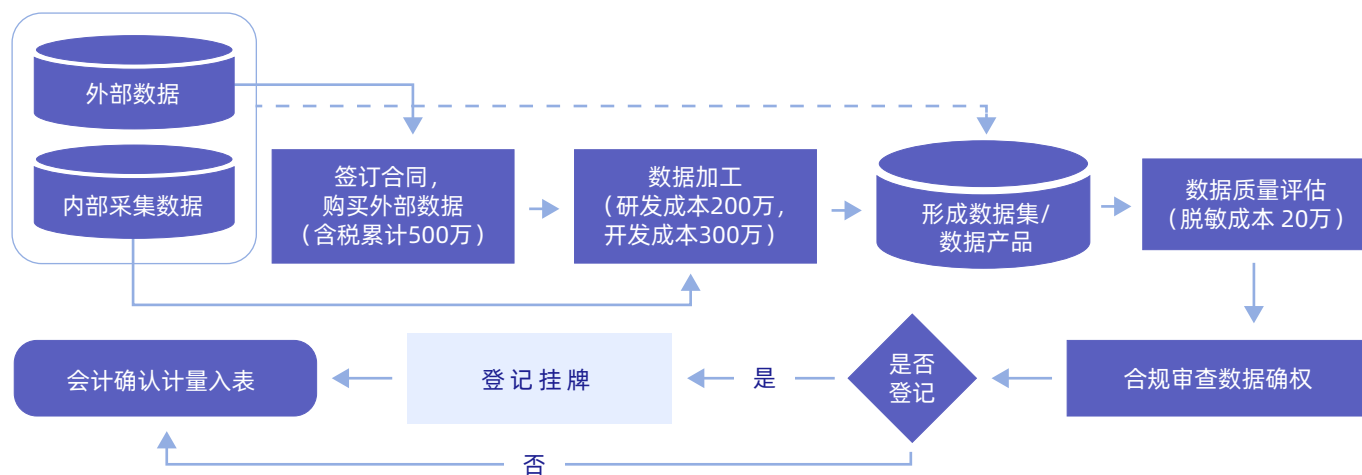 外部数据
内部采集数据
签订合同，
购买外部数据
（含税累计500万）
数据加工
（研发成本200万，
开发成本300万）
形成数据集/
数据产品
数据质量评估
（脱敏成本 20万）
合规审查数据确权
是否
登记
是
登记挂牌
会计确认计量入表
否